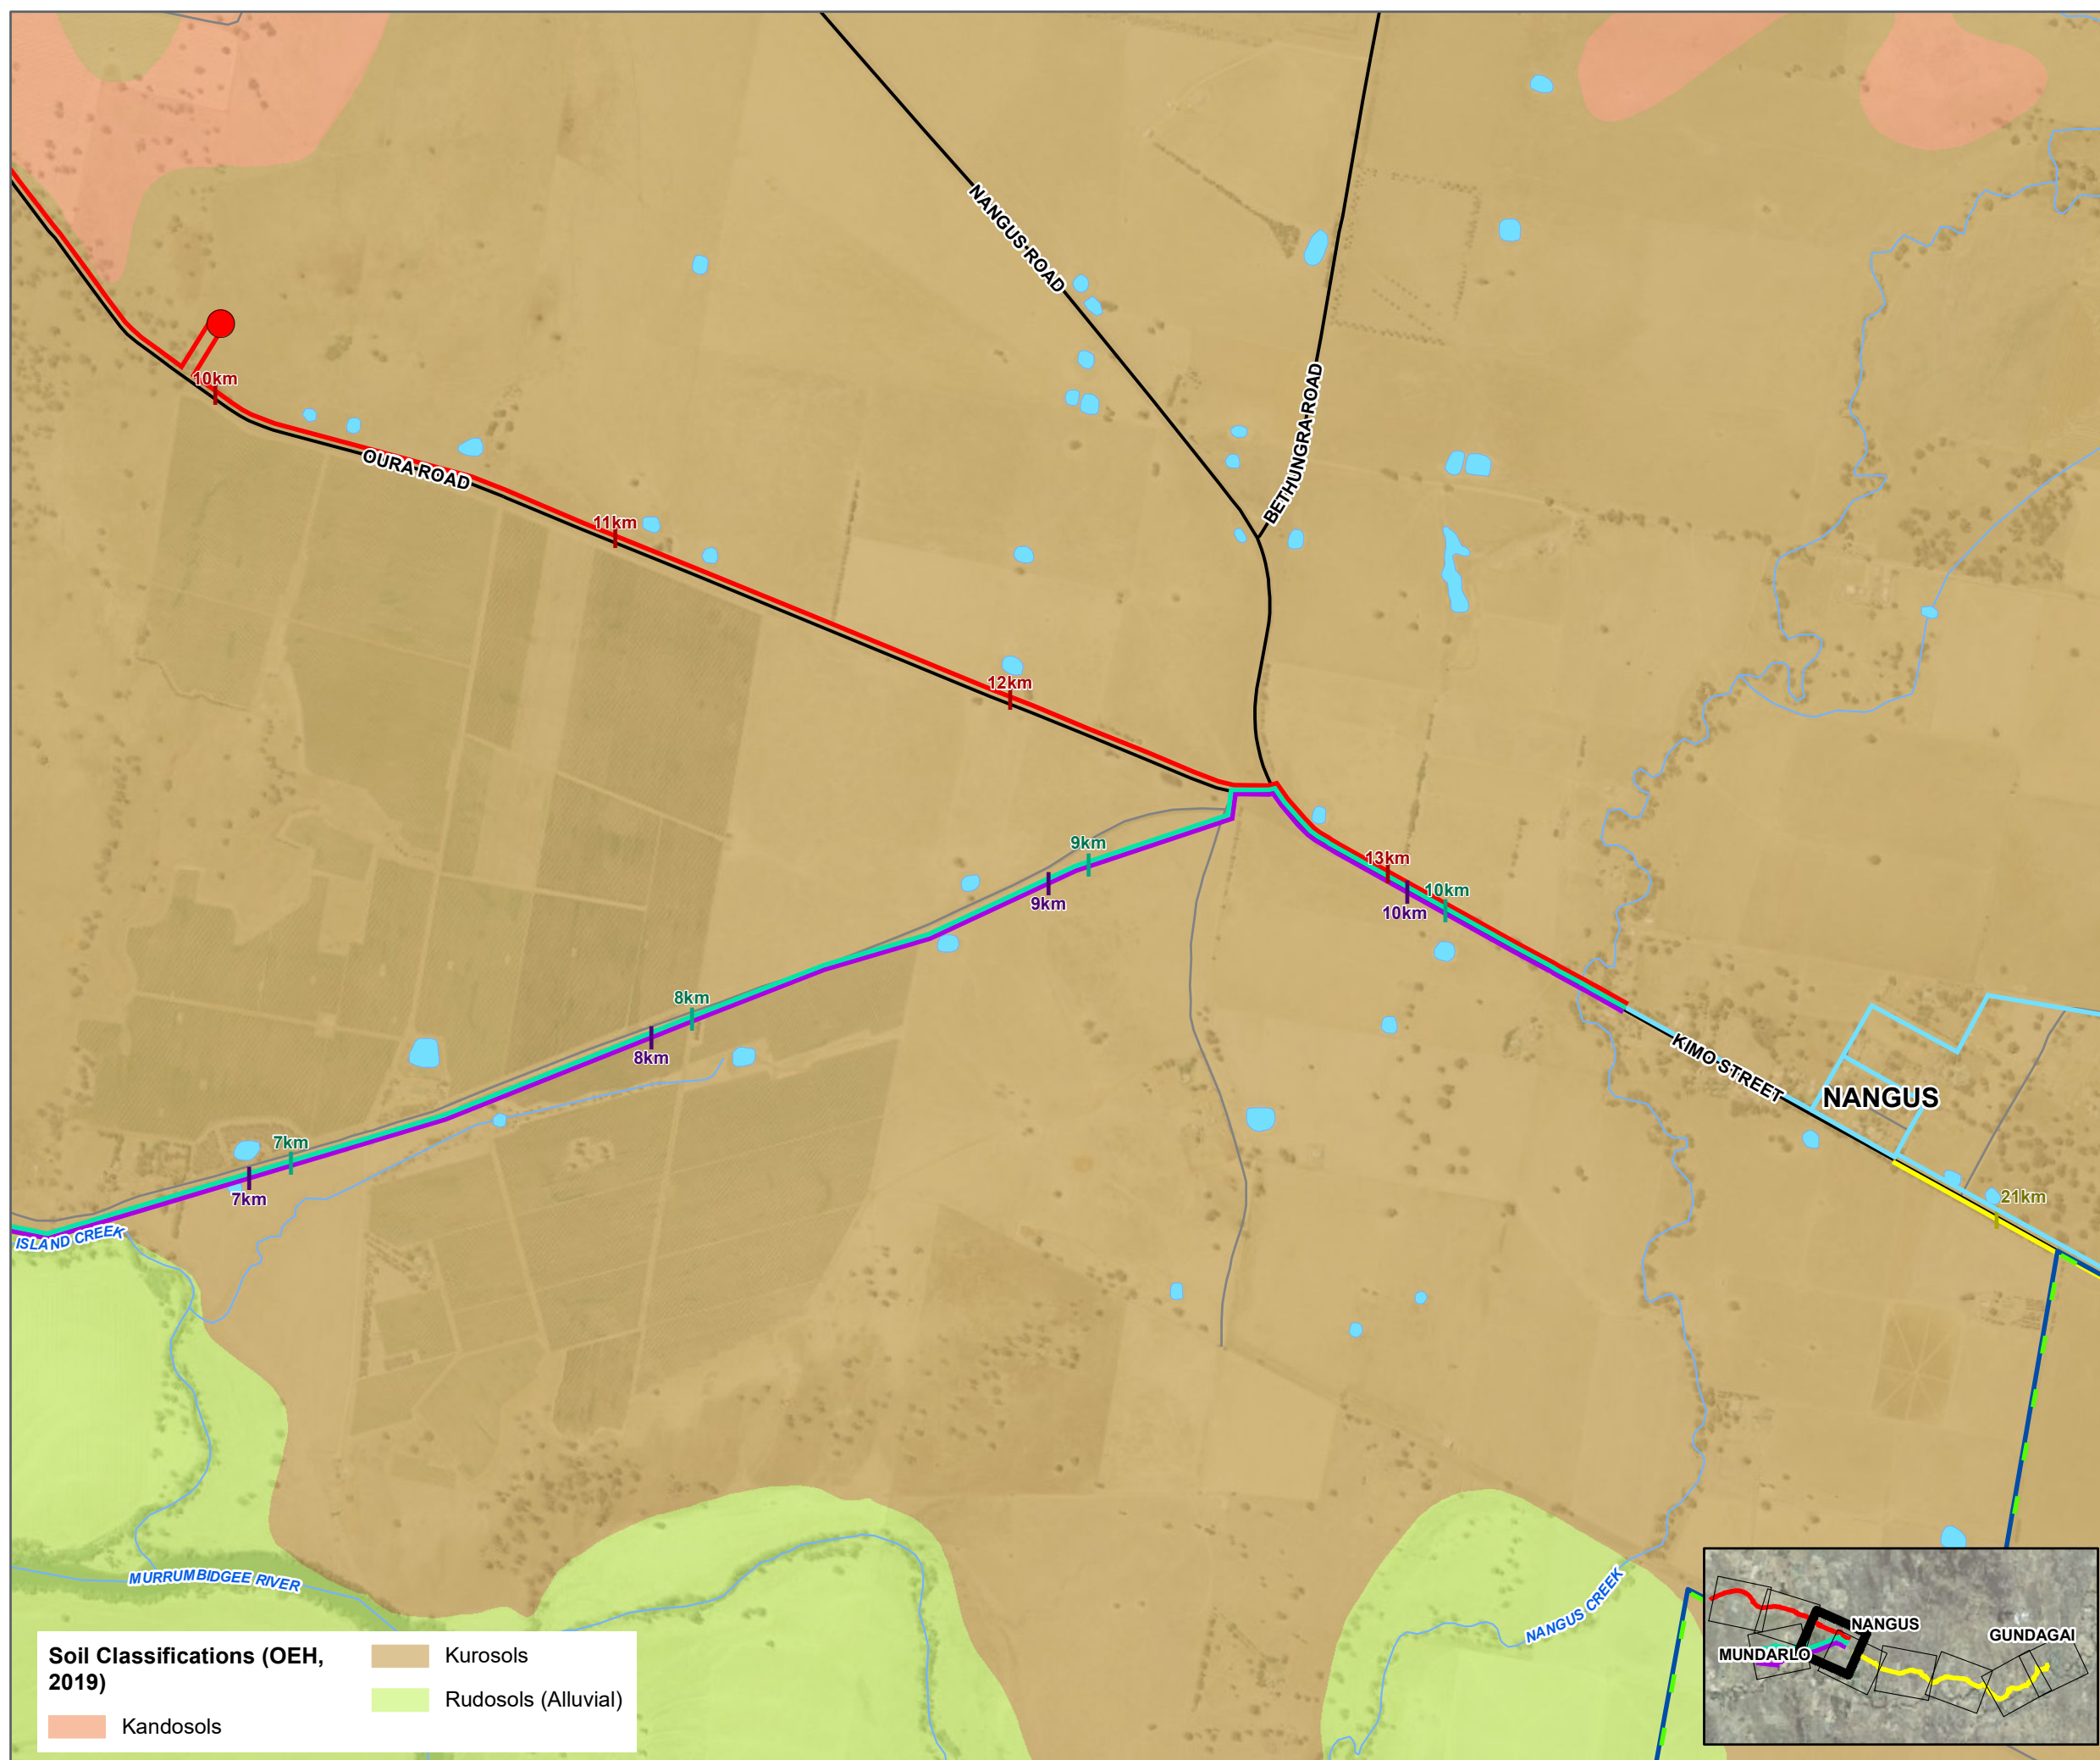 NANGUS ROAD
BETHUNGRA ROAD
10km
OURA ROAD
11km
12km
9km
13km
10km
9km
10km
8km
8km
KIMO STREET
NANGUS
7km
7km
21km
ISLAND CREEK
MURRUMBIDGEE RIVER
NANGUS CREEK
Soil Classifications (OEH,
2019)
Kandosols
Kurosols
Rudosols (Alluvial)
NANGUS
GUNDAGAI
MUNDARLO